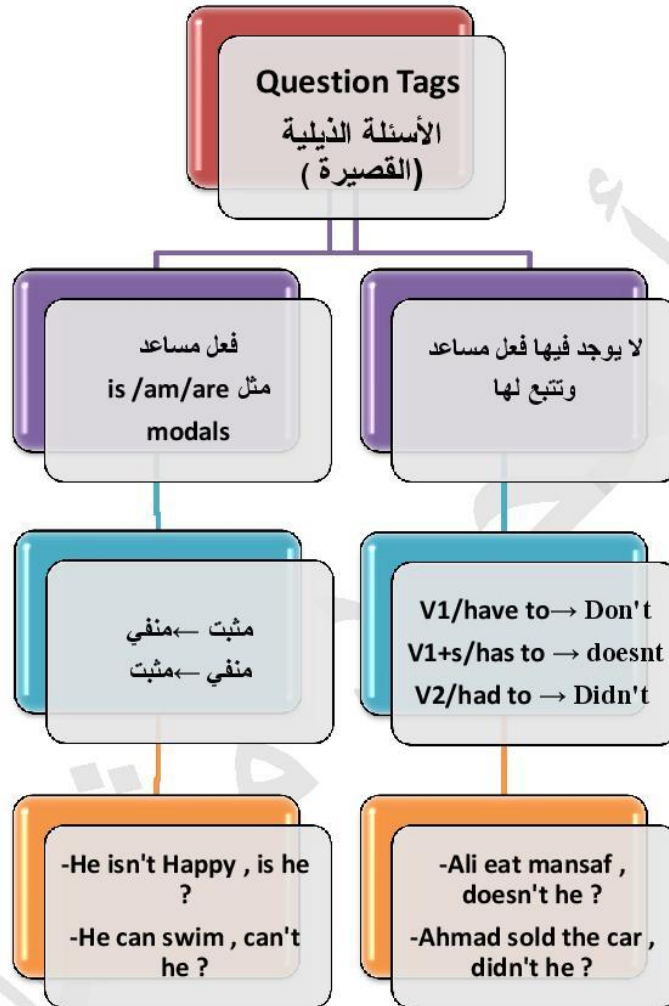 Question Tags
الأسئلة الذيلية
(القصيرة )
فعل مساعد
مثل is /am/are
modals
لا يوجد فيها فعل مساعد
وتتبع لها
مثبت ←منفي
منفي ←مثبت
V1/have to→ Don't
V1+s/has to → doesnt
V2/had to → Didn't
-He isn't Happy , is he
?
-He can swim , can't
he ?
-Ali eat mansaf ,
doesn't he ?
-Ahmad sold the car ,
didn't he ?